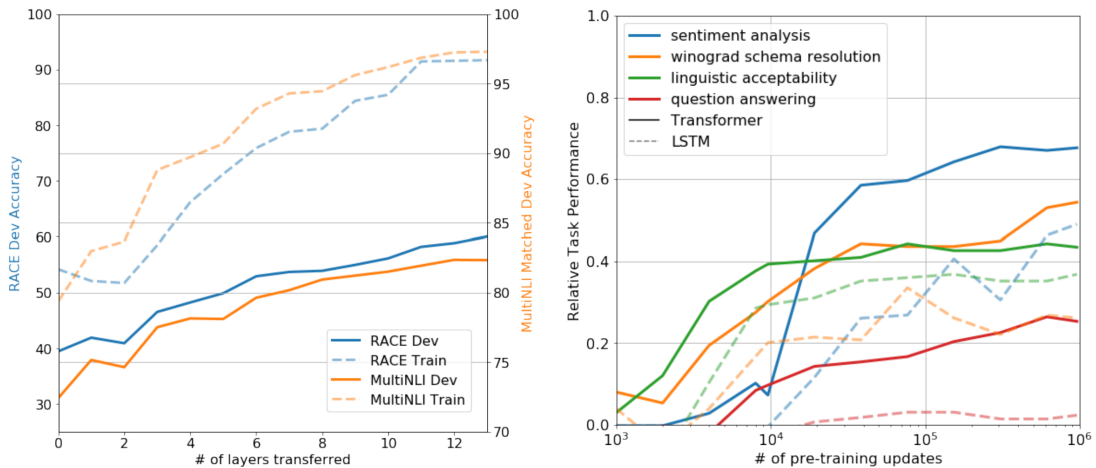 100
90
80
70
60
50
40
30
RACE Dev Accuracy
0
2
4
6
8
10
12
# of layers transferred
100
95
90
85
80
75
70
MultiNLI Matched Dev Accuracy
RACE Dev
RACE Train
MultiNLI Dev
MultiNLI Train
1.0
0.8
0.6
0.4
0.2
0.0
Relative Task Performance
sentiment analysis
winograd schema resolution
linguistic acceptability
question answering
Transformer
LSTM
10³
10⁴
10⁵
10⁶
# of pre-training updates